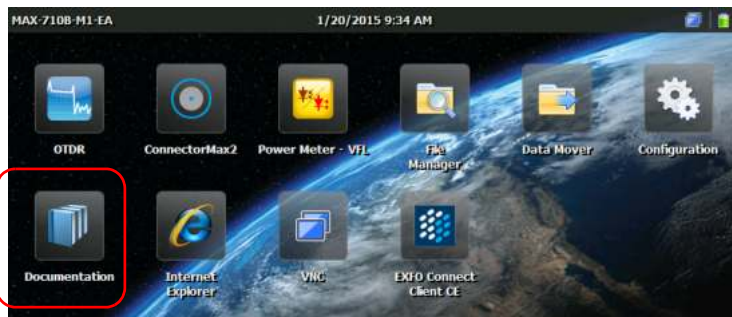 MAX-710B-M1-EA 1/20/2015 9:34 AM
OTDR ConnectorMax2 Power Meter - VFL File Data Mover Configuration
Manager
Documentation Internet VNC EXFO Connect
Explorer Client CE